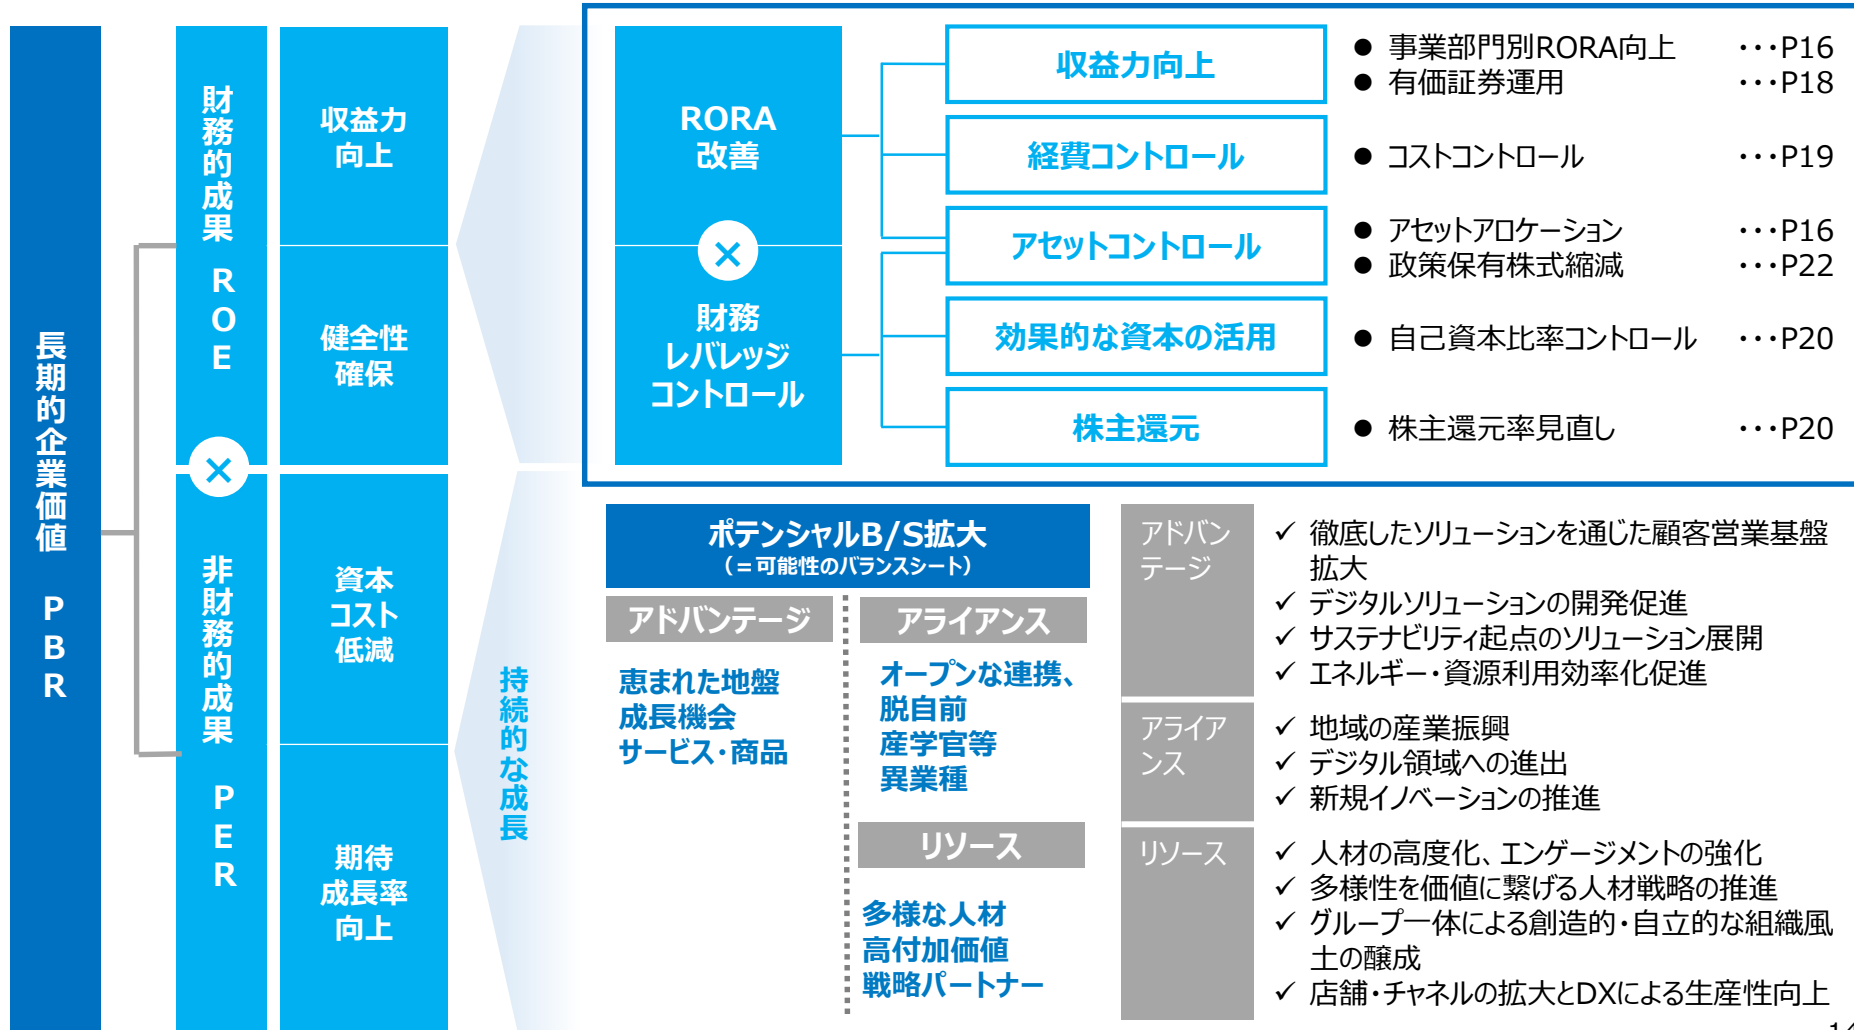 長期的企業価値 PBR
財務的成果 ROE
×
非財務的成果 PER
収益力
向上
健全性
確保
資本
コスト
低減
期待
成長率
向上
持続的な成長
RORA
改善
×
財務
レバレッジ
コントロール
収益力向上
● 事業部門別RORA向上 ・・・P16
● 有価証券運用 ・・・P18
経費コントロール
● コストコントロール ・・・P19
アセットコントロール
● アセットアロケーション ・・・P16
● 政策保有株式縮減 ・・・P22
効果的な資本の活用
● 自己資本比率コントロール ・・・P20
株主還元
● 株主還元率見直し ・・・P20
ポテンシャルB/S拡大
(=可能性のバランスシート)
アドバンテージ
恵まれた地盤
成長機会
サービス・商品
アライアンス
オープンな連携、
脱自前
産学官等
異業種
リソース
多様な人材
高付加価値
戦略パートナー
アドバン
テージ
✓ 徹底したソリューションを通じた顧客営業基盤
拡大
✓ デジタルソリューションの開発促進
✓ サステナビリティ起点のソリューション展開
✓ エネルギー・資源利用効率化促進
アライア
ンス
✓ 地域の産業振興
✓ デジタル領域への進出
✓ 新規イノベーションの推進
リソース
✓ 人材の高度化、エンゲージメントの強化
✓ 多様性を価値に繋げる人材戦略の推進
✓ グループ一体による創造的・自立的な組織風
土の醸成
✓ 店舗・チャネルの拡大とDXによる生産性向上